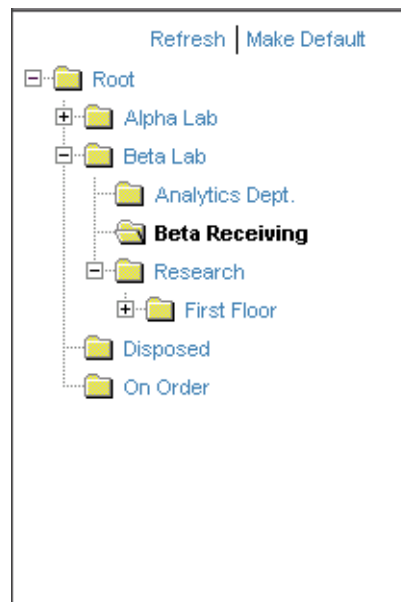 Refresh | Make Default
Root
Alpha Lab
Beta Lab
Analytics Dept.
Beta Receiving
Research
First Floor
Disposed
On Order